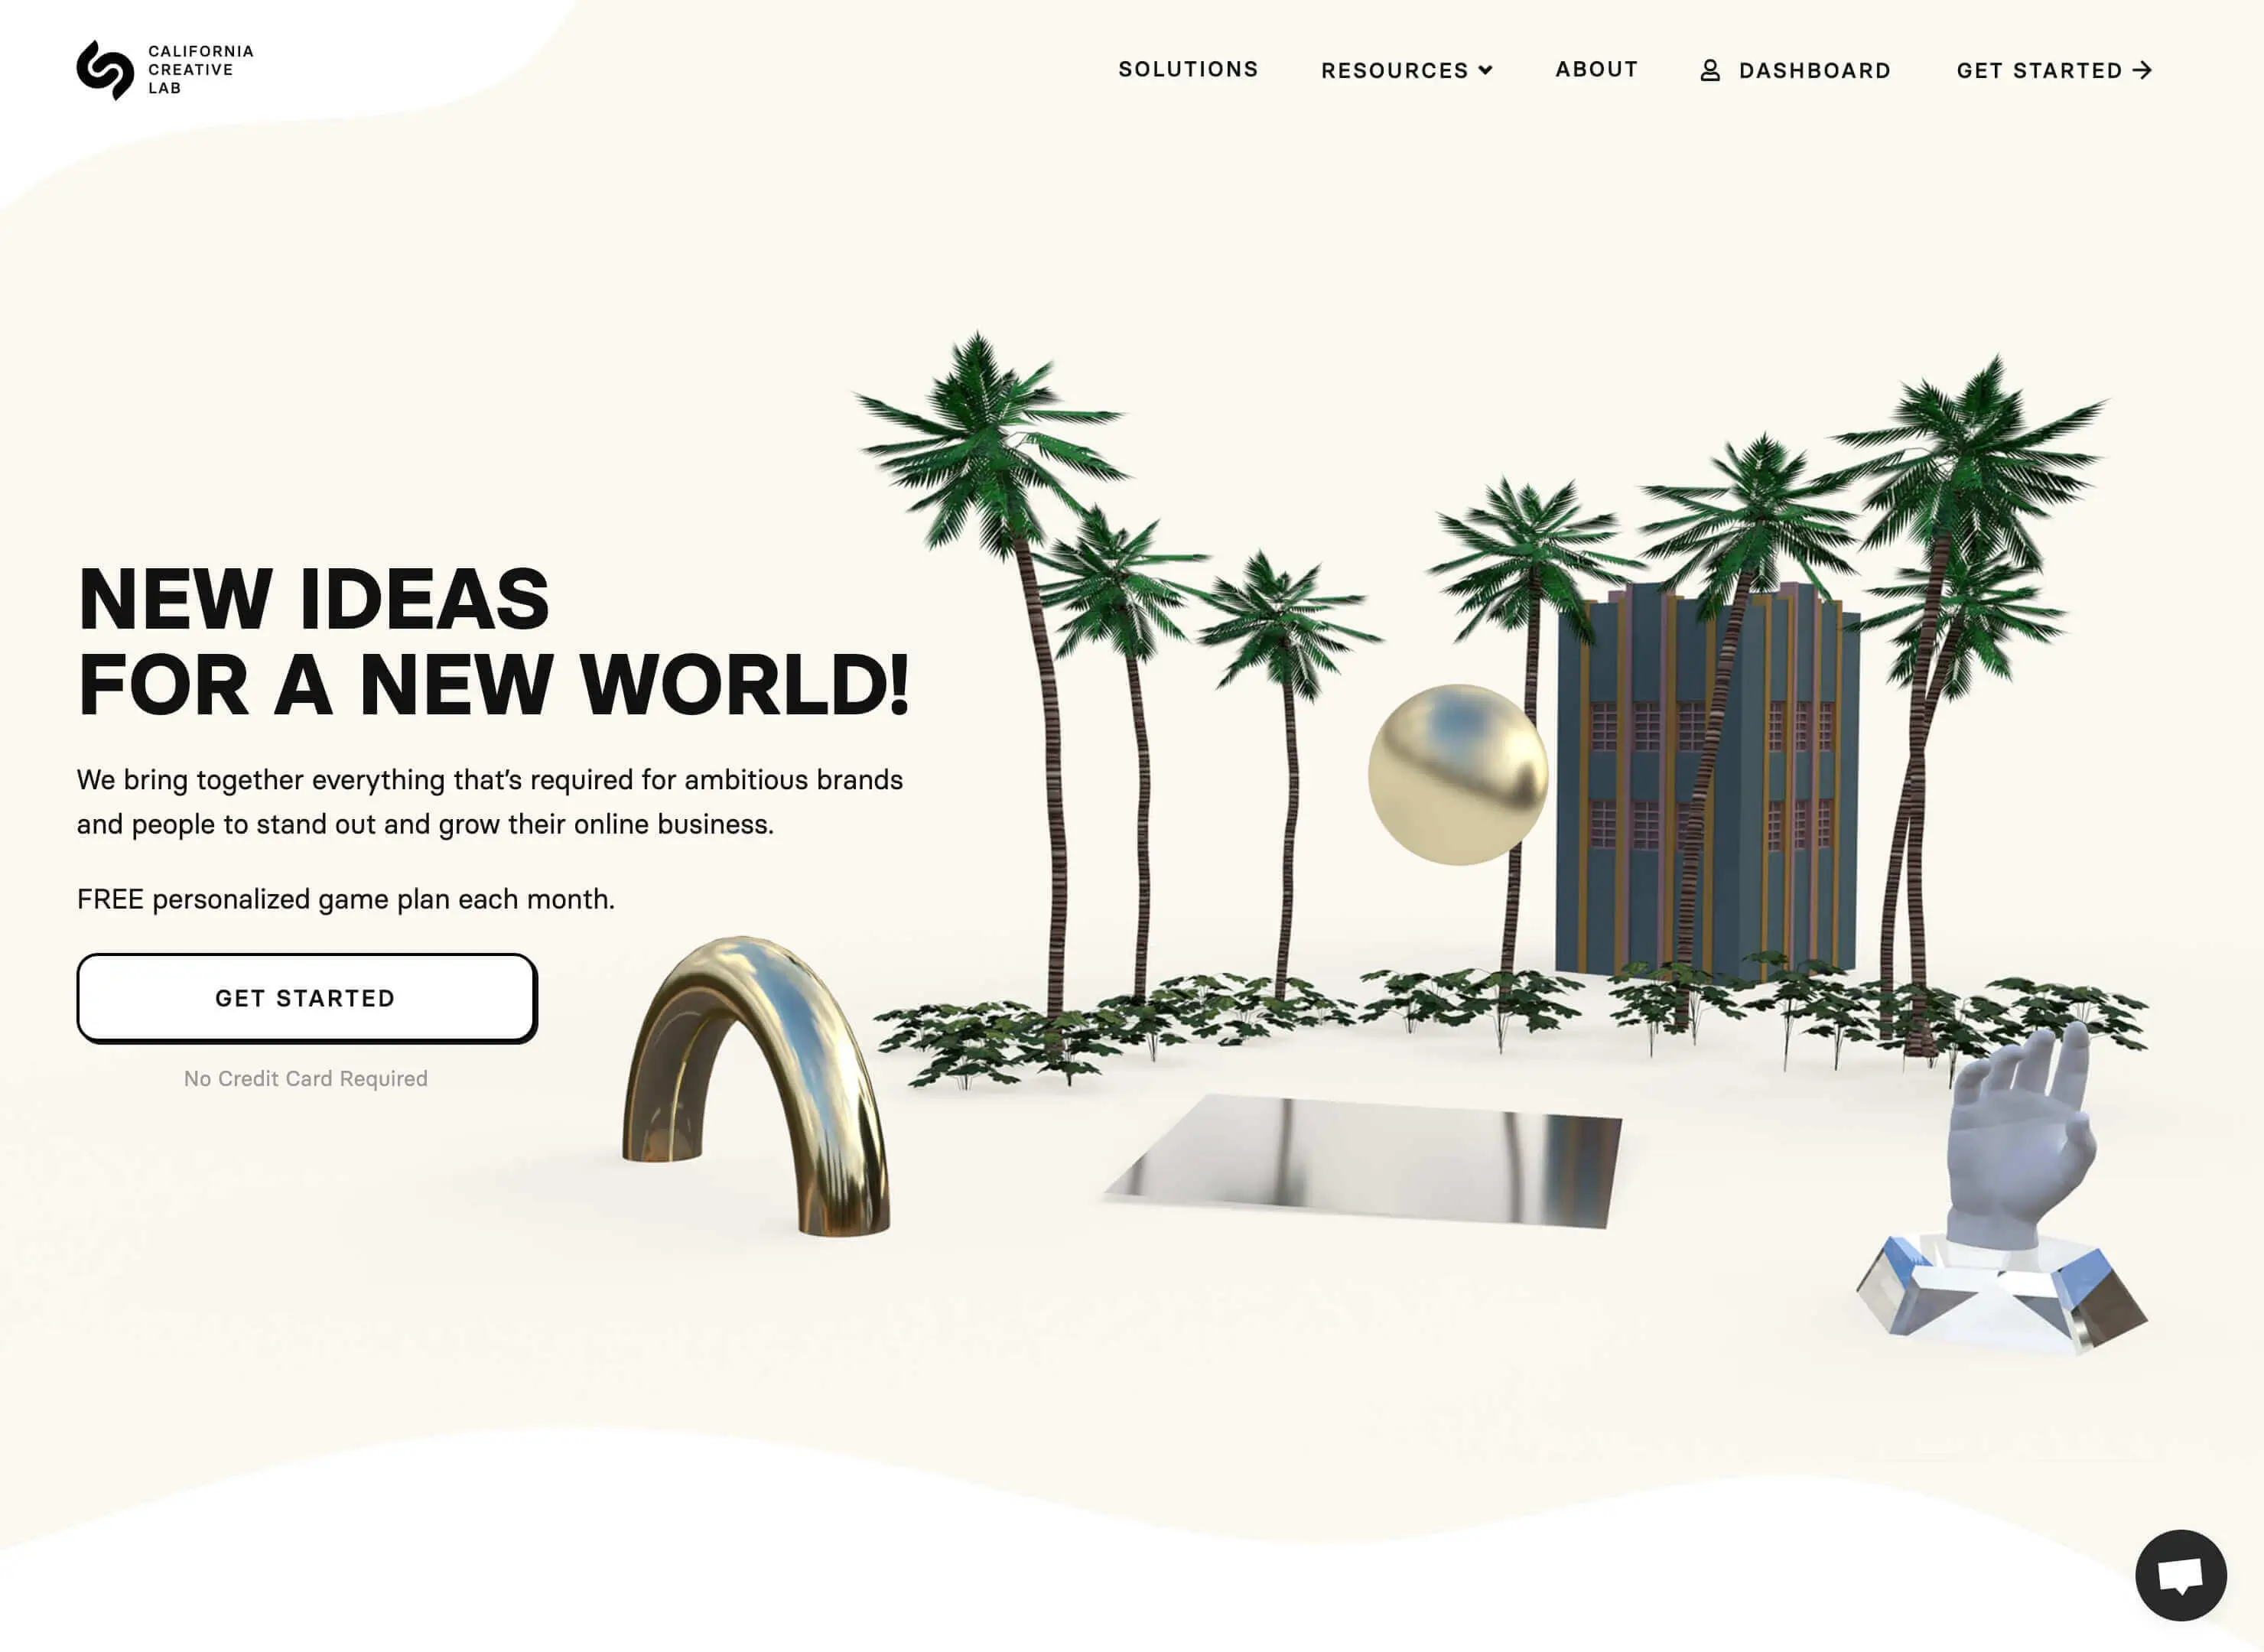 CALIFORNIA
CREATIVE
LAB
SOLUTIONS
RESOURCES
ABOUT
DASHBOARD
GET STARTED
NEW IDEAS
FOR A NEW WORLD!
We bring together everything that’s required for ambitious brands
and people to stand out and grow their online business.
FREE personalized game plan each month.
GET STARTED
No Credit Card Required